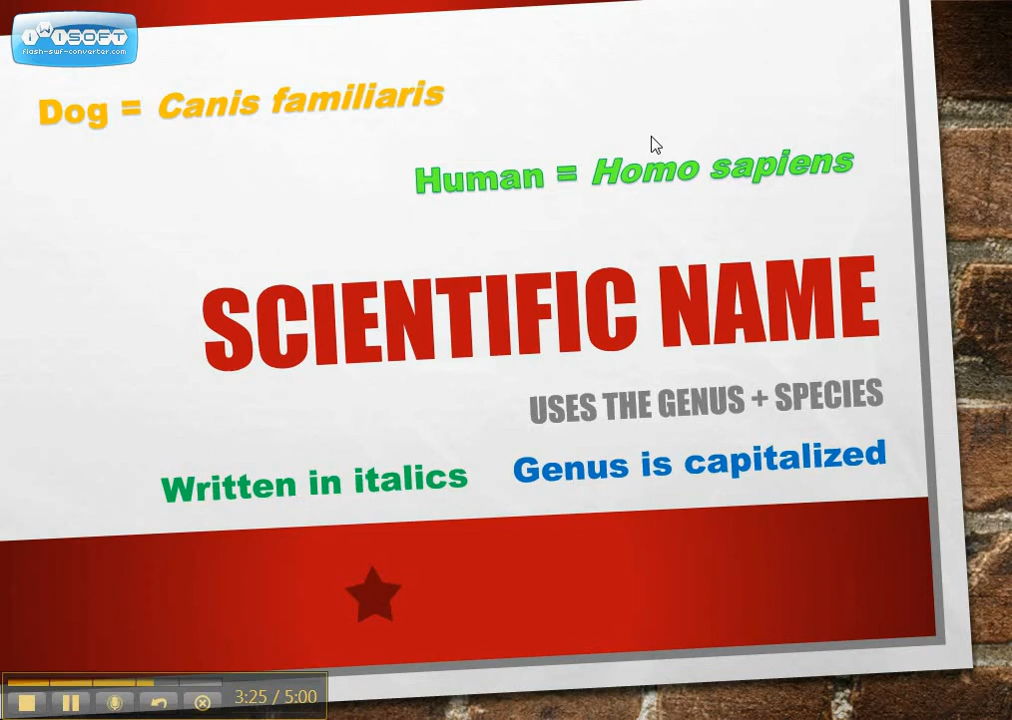 iWiSOFT
flash-swf-converter.com
Dog = Canis familiaris
Human = Homo sapiens
SCIENTIFIC NAME
USES THE GENUS + SPECIES
Written in italics
Genus is capitalized
3:25 / 5:00